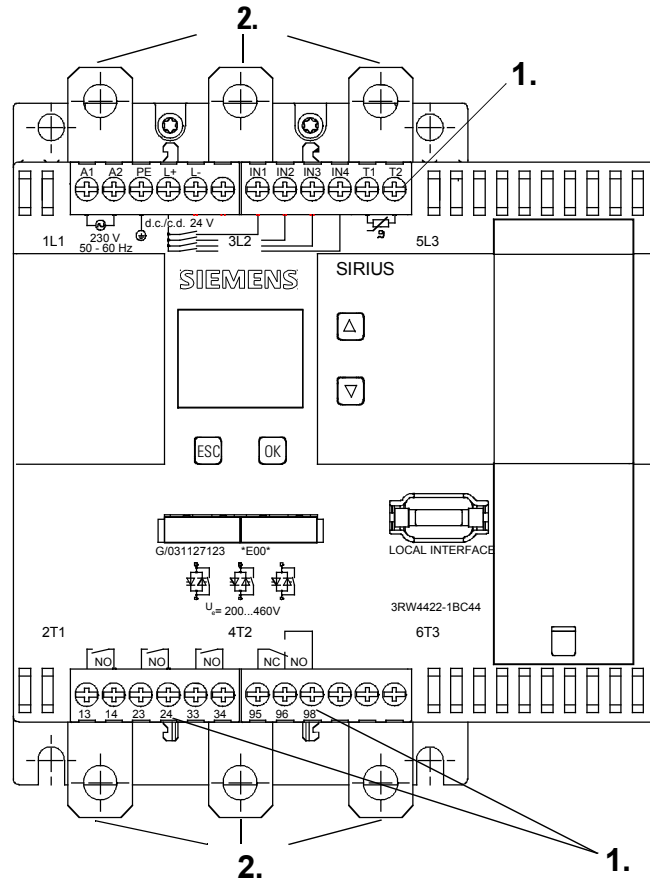 2.
1.
A1 A2 PE L+ L- IN1 IN2 IN3 IN4 T1 T2
d.c./c.d. 24 V
1L1 230 V 3L2 5L3
50 - 60 Hz
SIEMENS SIRIUS
ESC OK
G/031127123 *E00* LOCAL INTERFACE
Ue= 200...460V 3RW4422-1BC44
2T1 4T2 6T3
NO NO NO NC NO
13 14 23 24 33 34 95 96 98
2. 1.